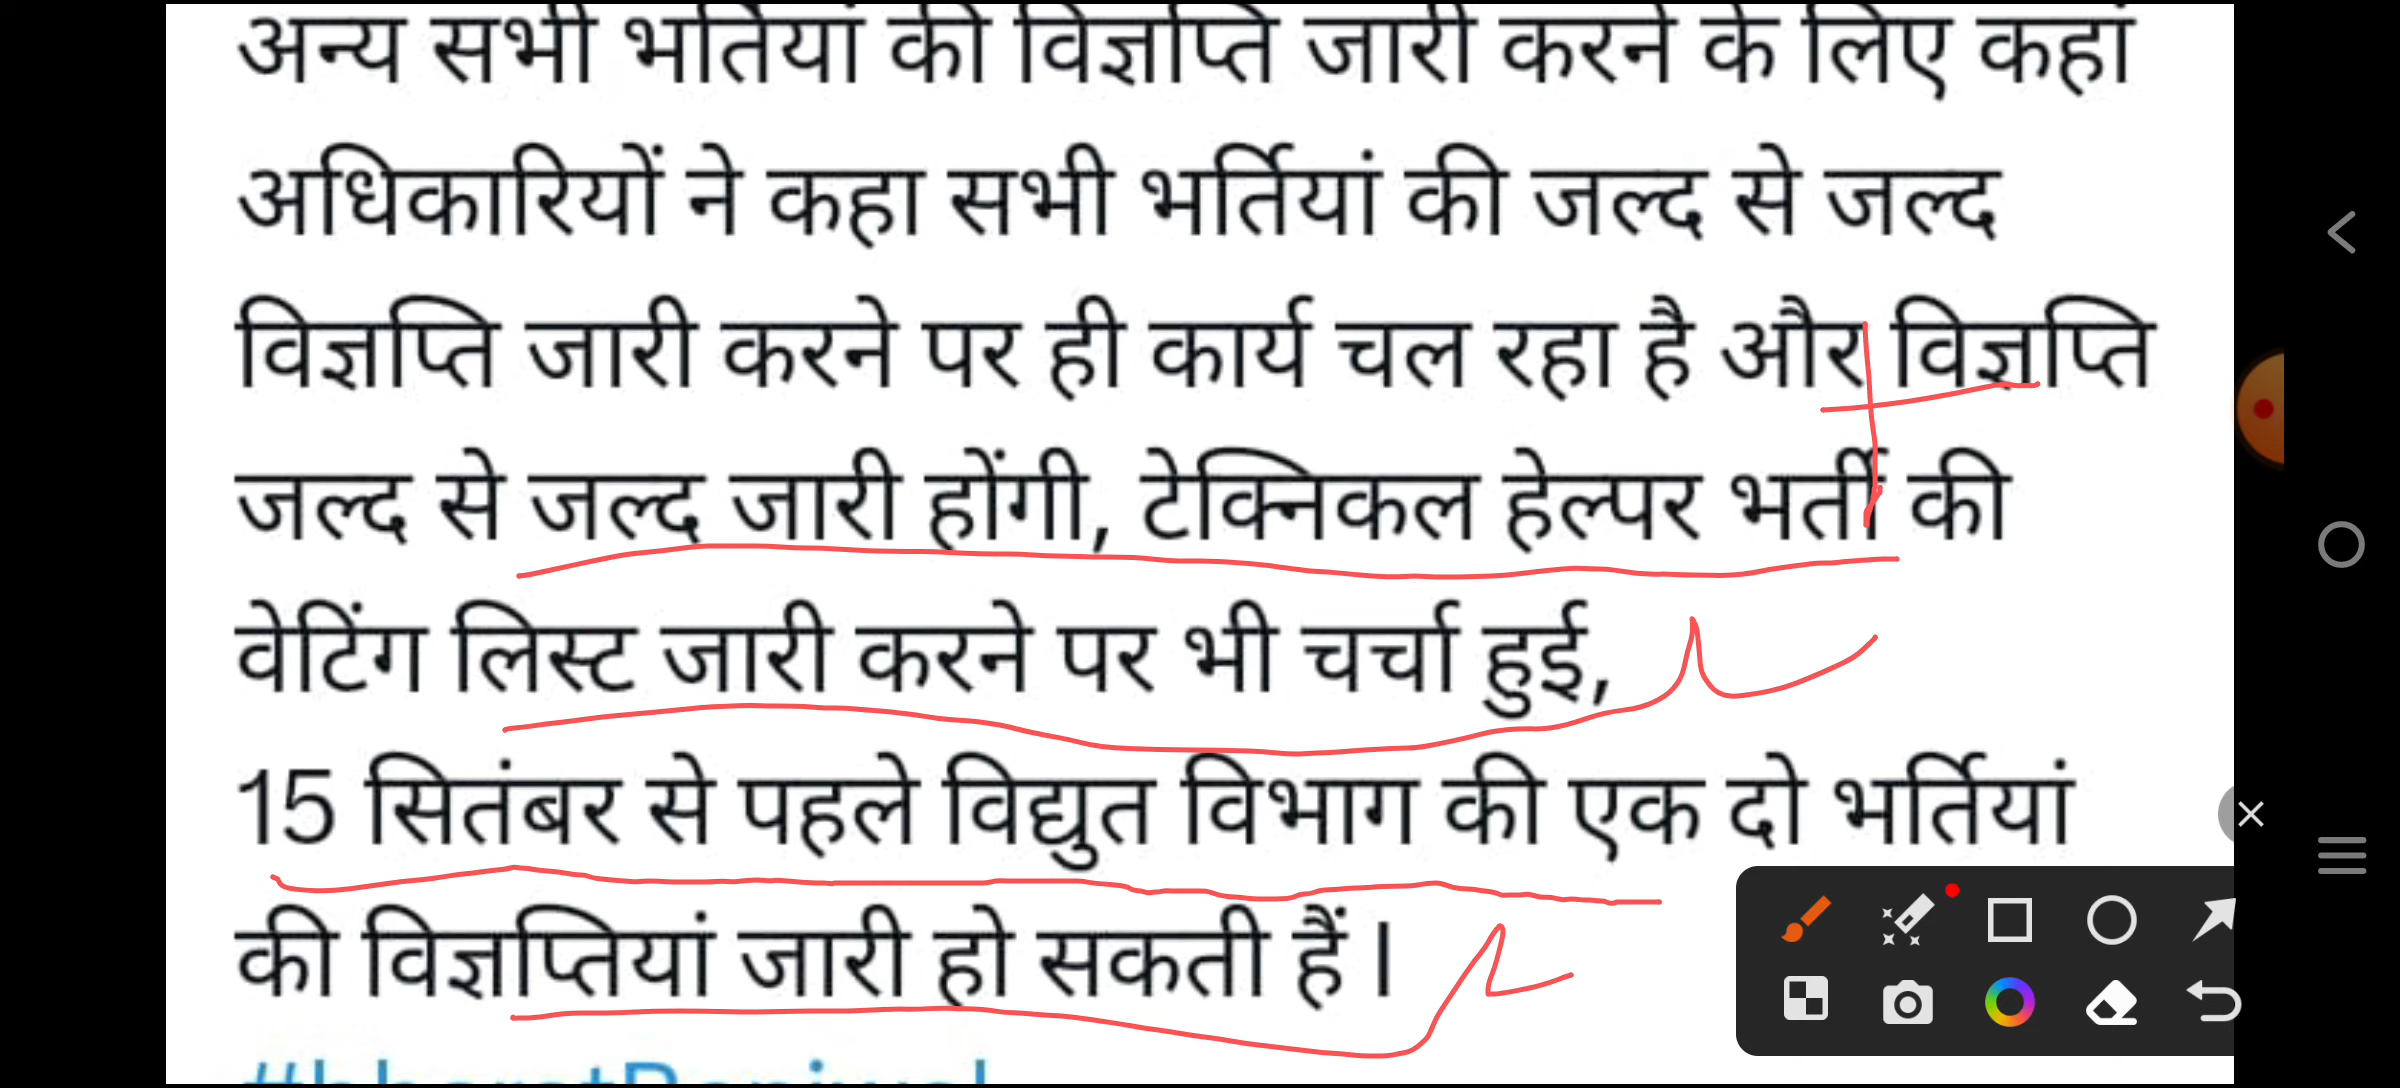 अन्य सभी भर्तियां की विज्ञप्ति जारी करने के लिए कहां
अधिकारियों ने कहा सभी भर्तियां की जल्द से जल्द
विज्ञप्ति जारी करने पर ही कार्य चल रहा है और विज्ञप्ति
जल्द से जल्द जारी होंगी, टेक्निकल हेल्पर भर्ती की
वेटिंग लिस्ट जारी करने पर भी चर्चा हुई,
15 सितंबर से पहले विद्युत विभाग की एक दो भर्तियां
की विज्ञप्तियां जारी हो सकती हैं।